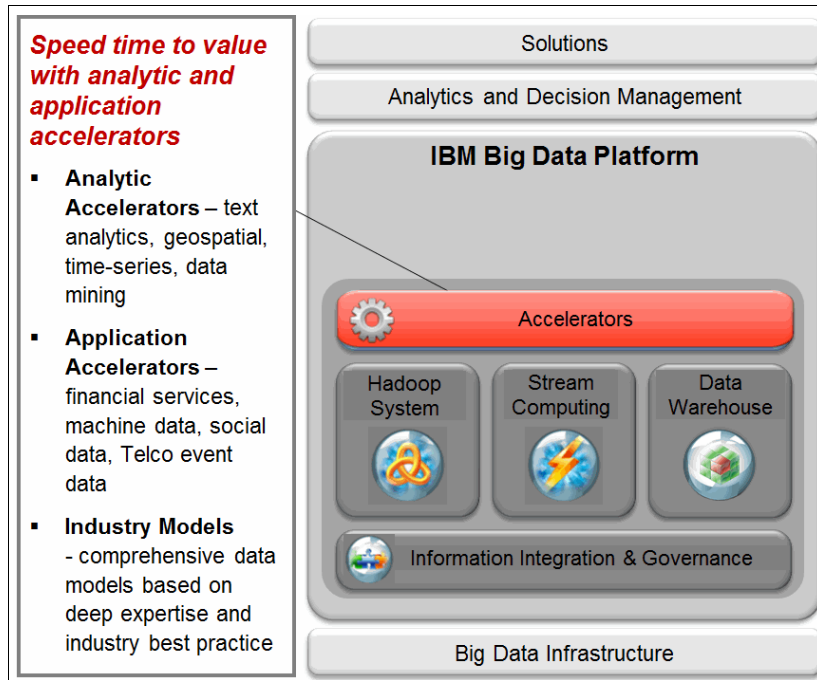 Speed time to value
with analytic and
application
accelerators
▪ Analytic
Accelerators – text
analytics, geospatial,
time-series, data
mining
▪ Application
Accelerators –
financial services,
machine data, social
data, Telco event
data
▪ Industry Models
- comprehensive data
models based on
deep expertise and
industry best practice
Solutions
Analytics and Decision Management
IBM Big Data Platform
Accelerators
Hadoop
System
Stream
Computing
Data
Warehouse
Information Integration & Governance
Big Data Infrastructure